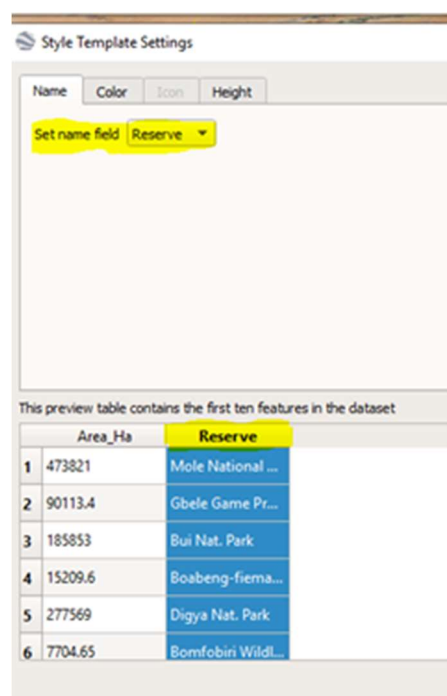 Style Template Settings
Name Color Icon Height
Set name field Reserve
This preview table contains the first ten features in the dataset
Area_Ha Reserve
1 473821 Mole National ...
2 90113.4 Gbele Game Pr...
3 185853 Bui Nat. Park
4 15209.6 Boabeng-fiema...
5 277569 Digya Nat. Park
6 7704.65 Bomfobiri Wildl...